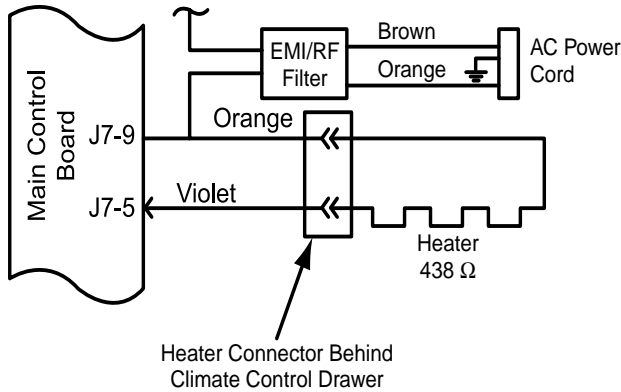 Brown
EMI/RF
Filter
Orange
AC Power
Cord
Main Control
Board
J7-9
Orange
J7-5
Violet
Heater
438 Ω
Heater Connector Behind
Climate Control Drawer